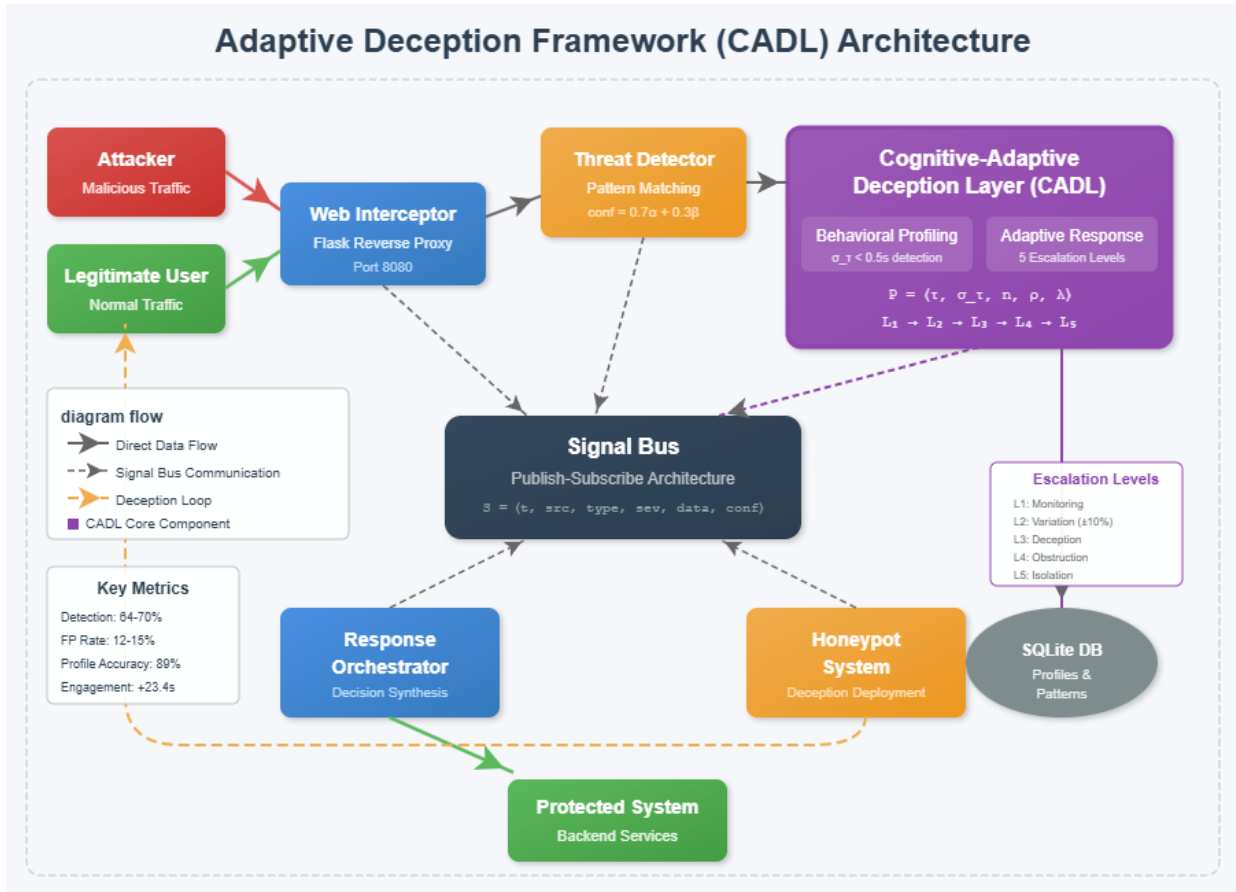 Adaptive Deception Framework (CADL) Architecture
Attacker
Malicious Traffic
Legitimate User
Normal Traffic
Web Interceptor
Flask Reverse Proxy
Port 8080
Threat Detector
Pattern Matching
conf = 0.7α + 0.3β
Cognitive-Adaptive
Deception Layer (CADL)
Behavioral Profiling
σ_τ < 0.5s detection
Adaptive Response
5 Escalation Levels
P = ⟨τ, σ_τ, n, ρ, λ⟩
L₁ → L₂ → L₃ → L₄ → L₅
diagram flow
Direct Data Flow
Signal Bus Communication
Deception Loop
CADL Core Component
Signal Bus
Publish-Subscribe Architecture
S = ⟨t, src, type, sev, data, conf⟩
Escalation Levels
L1: Monitoring
L2: Variation (±10%)
L3: Deception
L4: Obstruction
L5: Isolation
Key Metrics
Detection: 64-70%
FP Rate: 12-15%
Profile Accuracy: 89%
Engagement: +23.4s
Response
Orchestrator
Decision Synthesis
Honeypot
System
Deception Deployment
SQLite DB
Profiles &
Patterns
Protected System
Backend Services